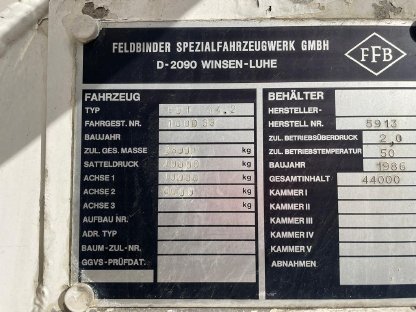 FELDBINDER SPEZIALFAHRZEUGWERK GMBH
D-2090 WINSEN-LUHE
FFB
FAHRZEUG
TYP
FAHRGEST. NR.
BAUJAHR
ZUL. GES. MASSE kg
SATTELDRUCK kg
ACHSE 1 kg
ACHSE 2 kg
ACHSE 3 kg
AUFBAU NR.
ADR. TYP
BAUM-ZUL-NR.
GGVS-PRÜFDAT.
BEHÄLTER
HERSTELLER-
HERSTELL NR. 5913
ZUL. BETRIEBSÜBERDRUCK 2,0
ZUL. BETRIEBSTEMPERATUR 50
BAUJAHR 1986
GESAMTINHALT 44000
KAMMER I
KAMMER II
KAMMER III
KAMMER IV
KAMMER V
ABNAHMEN